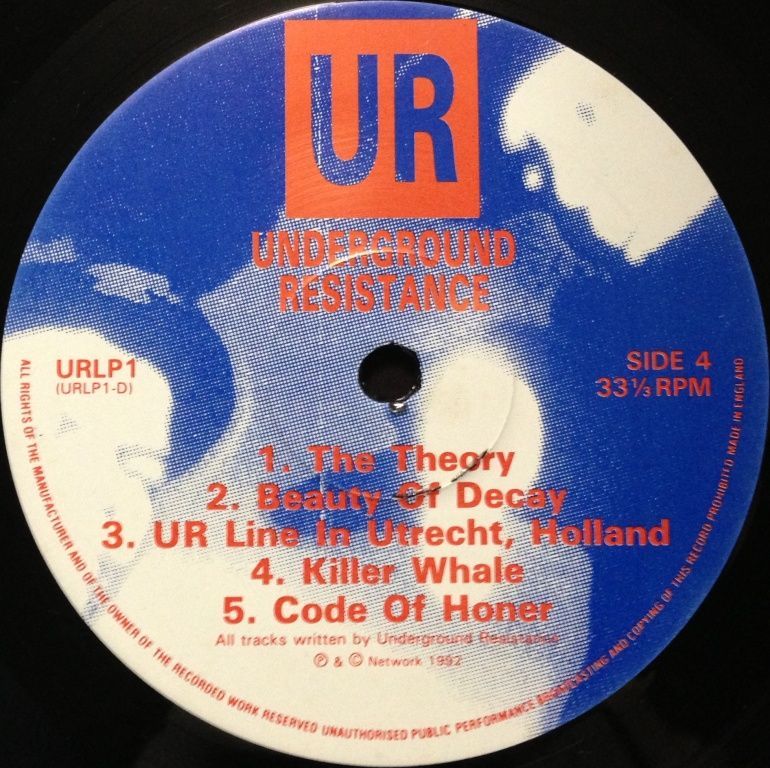 UR
UNDERGROUND
RESISTANCE
URLP1
(URLP1-D)
SIDE 4
33⅓ RPM
1. The Theory
2. Beauty Of Decay
3. UR Line In Utrecht, Holland
4. Killer Whale
5. Code Of Honer
All tracks written by Underground Resistance
℗ & © Network 1992
ALL RIGHTS OF THE MANUFACTURER AND OF THE OWNER OF THE RECORDED WORK RESERVED UNAUTHORISED PUBLIC PERFORMANCE BROADCASTING AND COPYING OF THIS RECORD PROHIBITED MADE IN ENGLAND